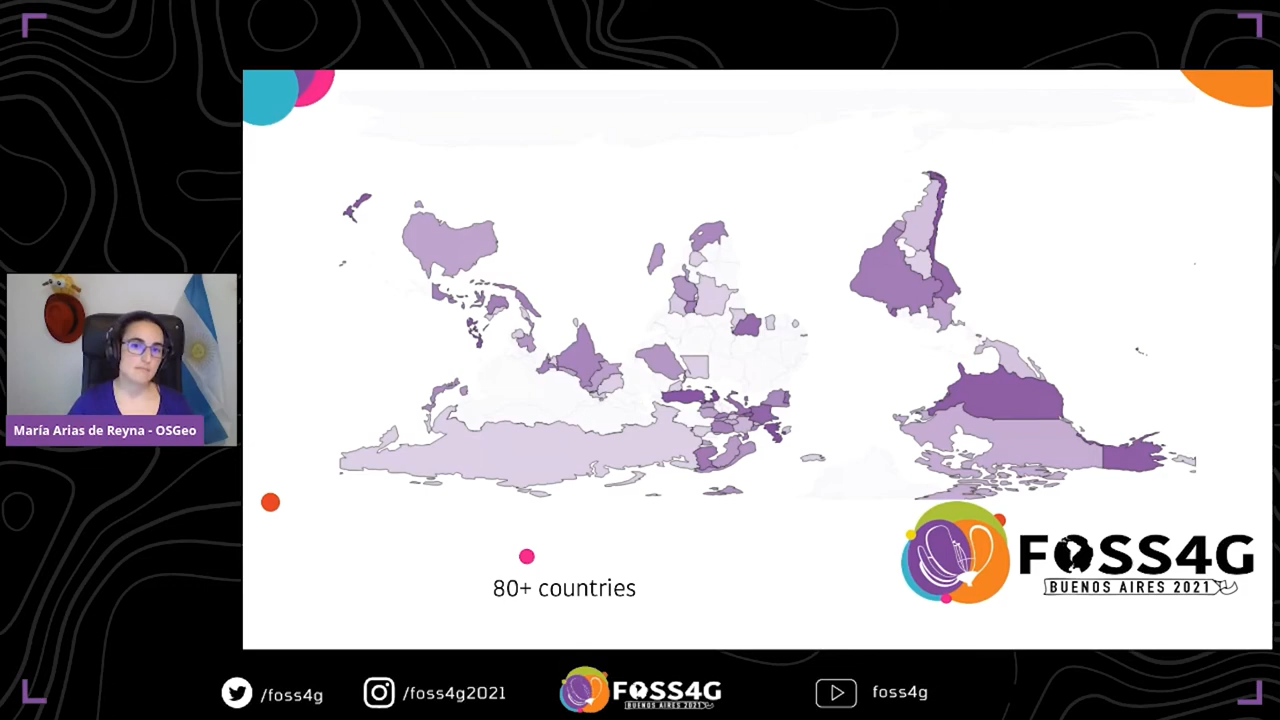 María Arias de Reyna - OSGeo
80+ countries
FOSS4G
BUENOS AIRES 2021
/foss4g
/foss4g2021
FOSS4G
BUENOS AIRES 2021
foss4g